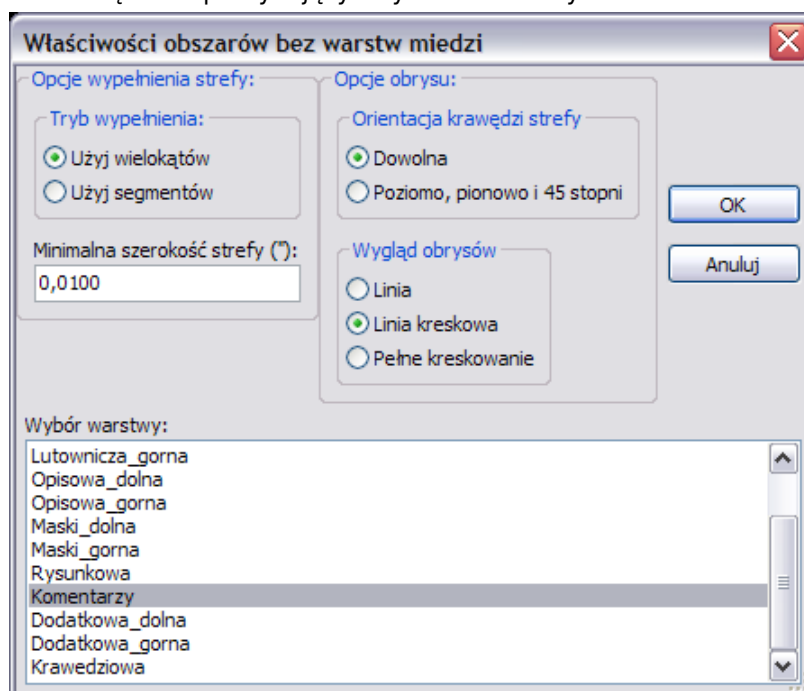 Właściwości obszarów bez warstw miedzi
Opcje wypełnienia strefy:
Tryb wypełnienia:
Użyj wielokątów
Użyj segmentów
Minimalna szerokość strefy ("):
0,0100
Opcje obrysu:
Orientacja krawędzi strefy
Dowolna
Poziomo, pionowo i 45 stopni
Wygląd obrysów
Linia
Linia kreskowa
Pełne kreskowanie
OK
Anuluj
Wybór warstwy:
Lutownicza_gorna
Opisowa_dolna
Opisowa_gorna
Maski_dolna
Maski_gorna
Rysunkowa
Komentarzy
Dodatkowa_dolna
Dodatkowa_gorna
Krawedziowa